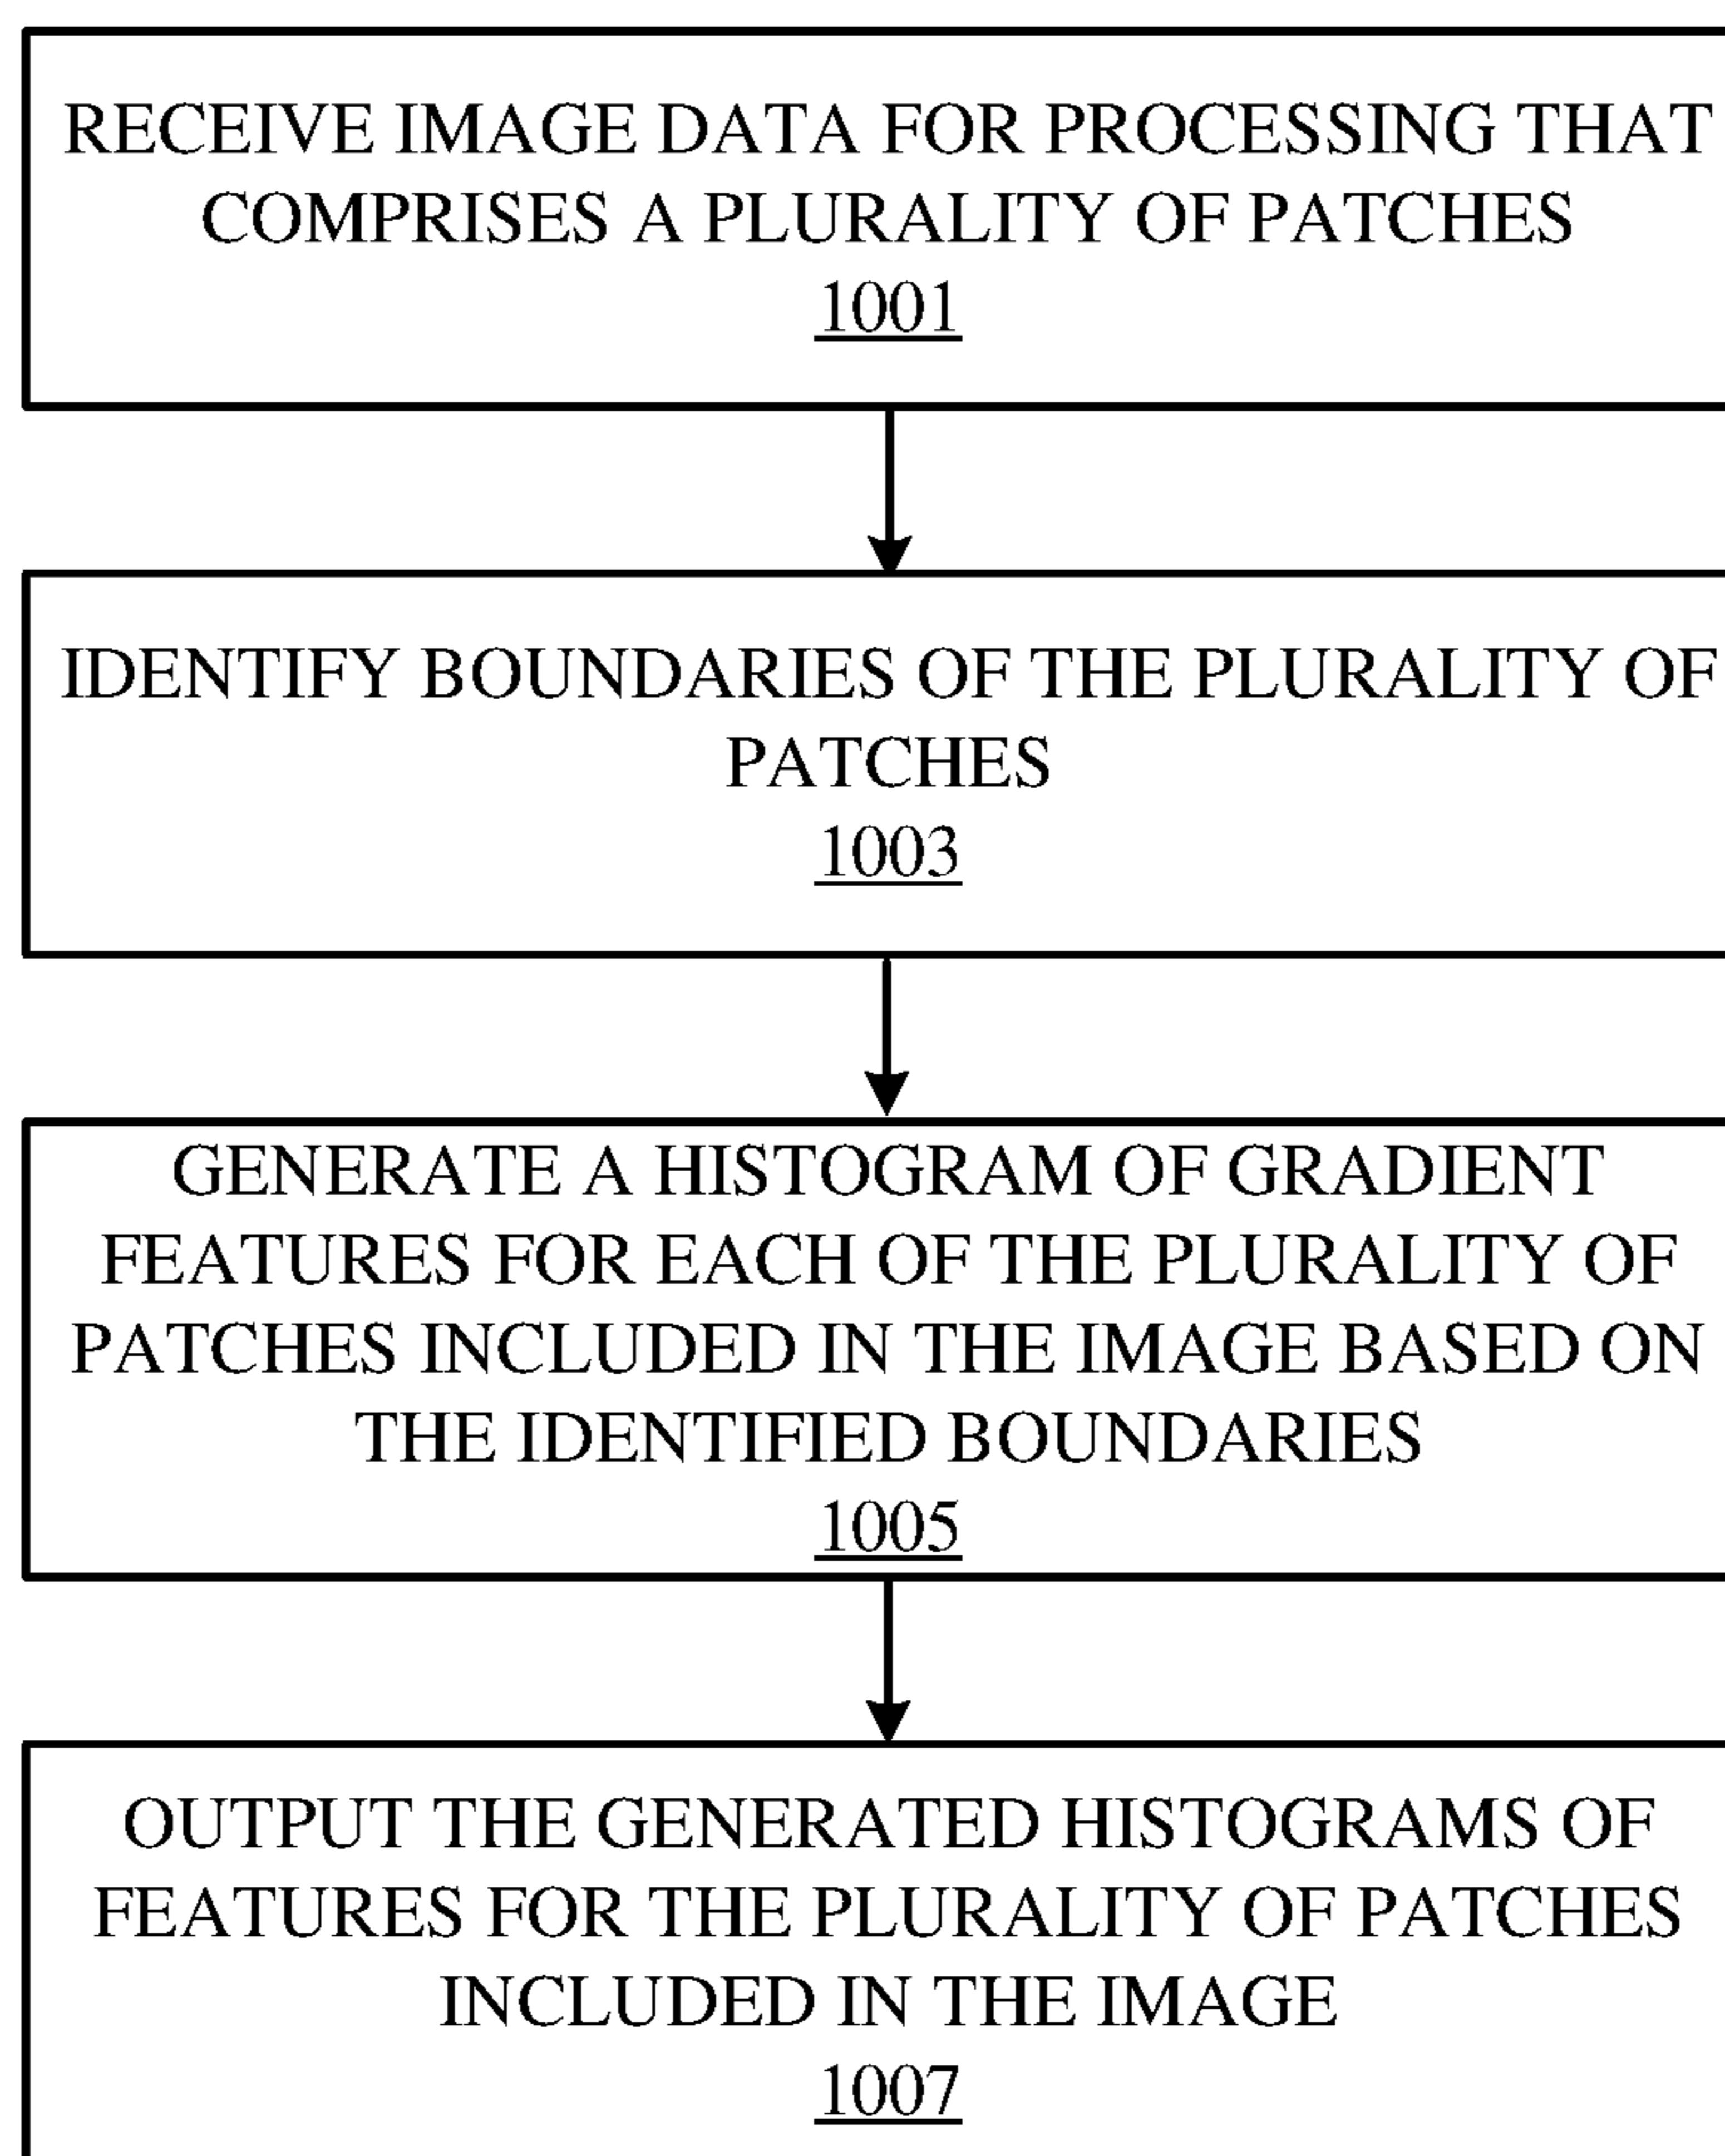 RECEIVE IMAGE DATA FOR PROCESSING THAT
COMPRISES A PLURALITY OF PATCHES
1001
IDENTIFY BOUNDARIES OF THE PLURALITY OF
PATCHES
1003
GENERATE A HISTOGRAM OF GRADIENT
FEATURES FOR EACH OF THE PLURALITY OF
PATCHES INCLUDED IN THE IMAGE BASED ON
THE IDENTIFIED BOUNDARIES
1005
OUTPUT THE GENERATED HISTOGRAMS OF
FEATURES FOR THE PLURALITY OF PATCHES
INCLUDED IN THE IMAGE
1007